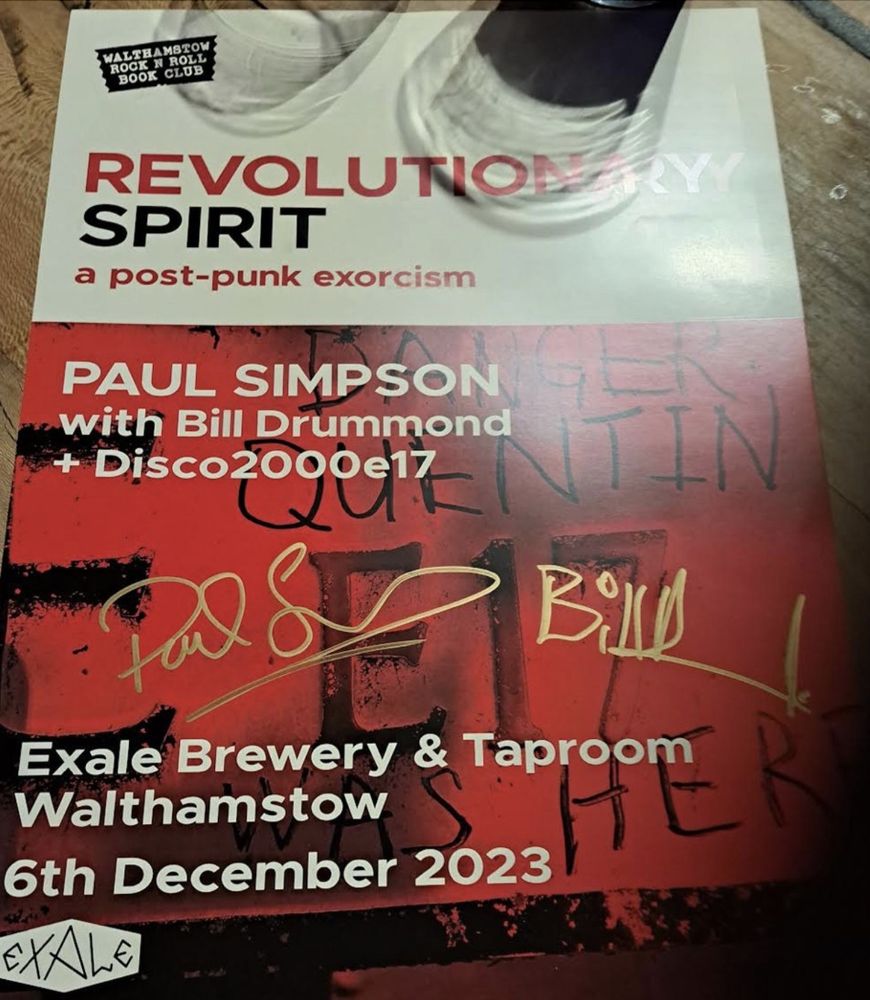 WALTHAMSTOW
ROCK N ROLL
BOOK CLUB
REVOLUTIONARY
SPIRIT
a post-punk exorcism
DANGER
PAUL SIMPSON
with Bill Drummond
QUENTIN
+ Disco2000e17
E17
Paul S
Bill D
Exale Brewery & Taproom
WAS HERE
Walthamstow
6th December 2023
EXALE